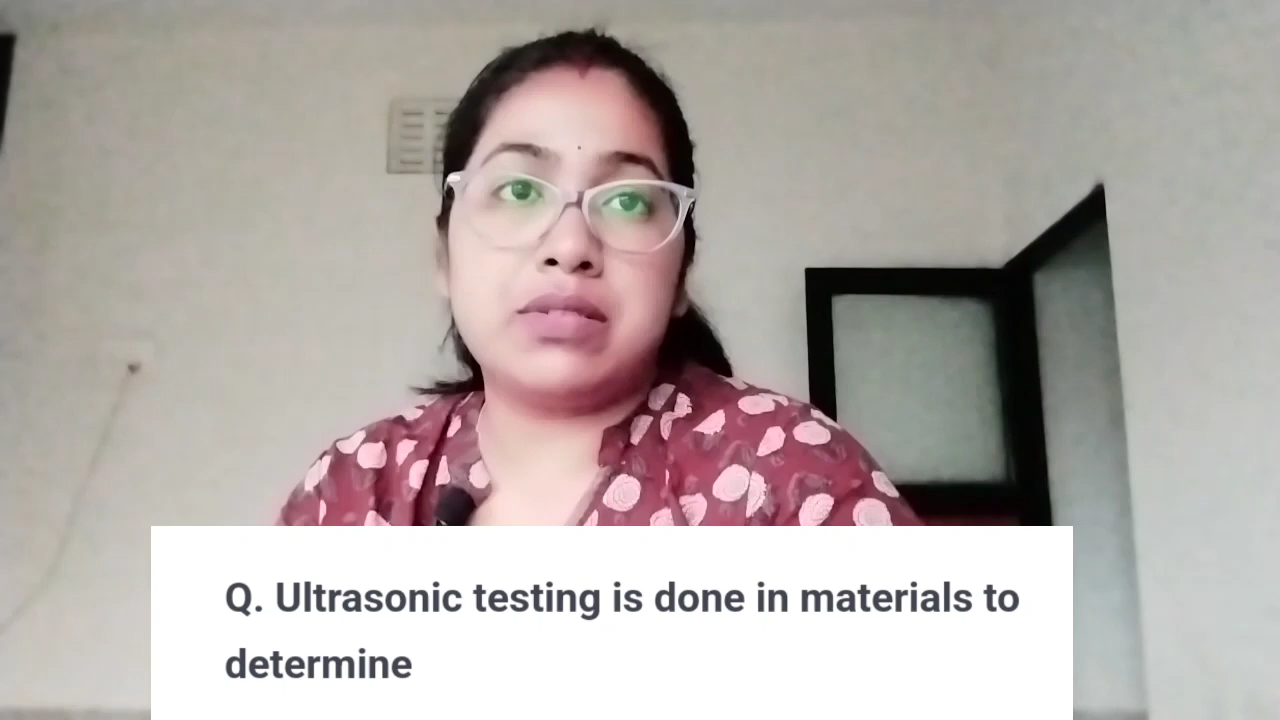 Q. Ultrasonic testing is done in materials to
determine